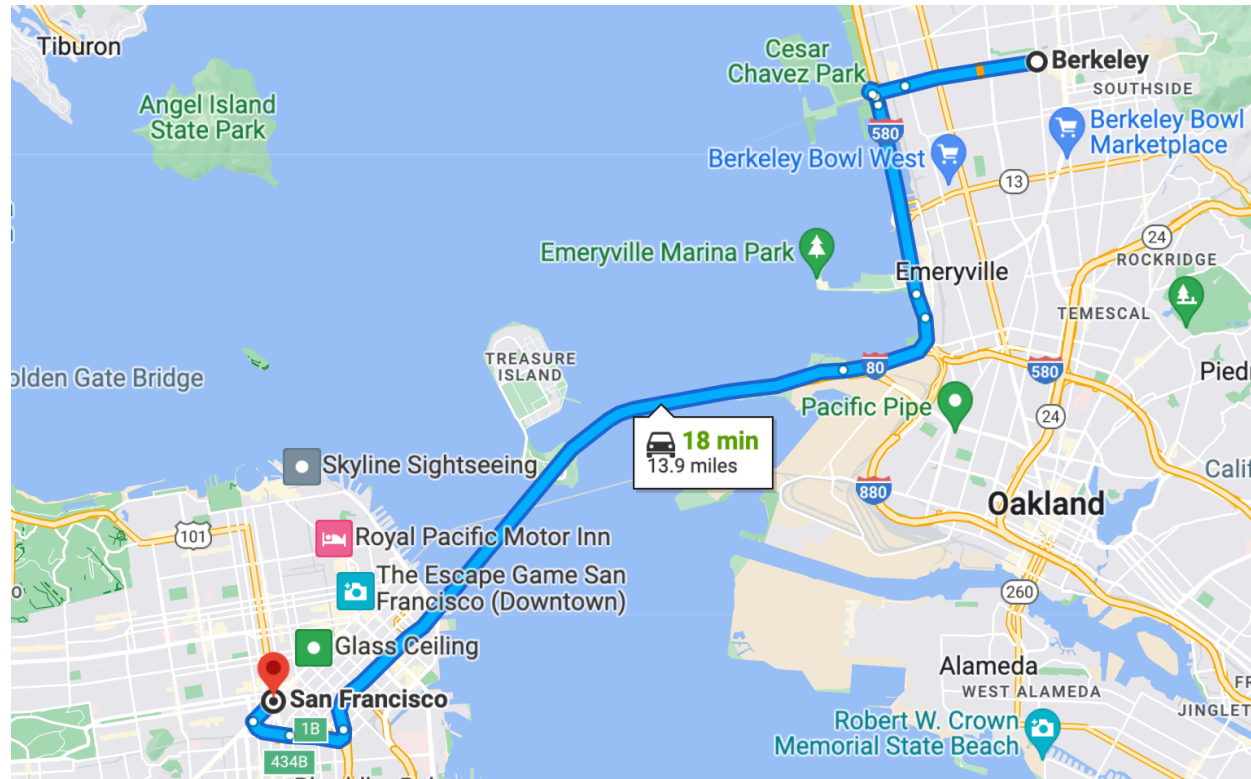 Tiburon
Angel Island
State Park
Cesar
Chavez Park
Berkeley
SOUTHSIDE
580
Berkeley Bowl
Marketplace
Berkeley Bowl West
13
24
ROCKRIDGE
Emeryville Marina Park
Emeryville
TEMESCAL
TREASURE
ISLAND
olden Gate Bridge
80
580
Pied
Pacific Pipe
24
18 min
13.9 miles
Skyline Sightseeing
Calif
880
Oakland
101
Royal Pacific Motor Inn
The Escape Game San
Francisco (Downtown)
260
Glass Ceiling
Alameda
WEST ALAMEDA
FR
JINGLET
San Francisco
1B
434B
Robert W. Crown
Memorial State Beach